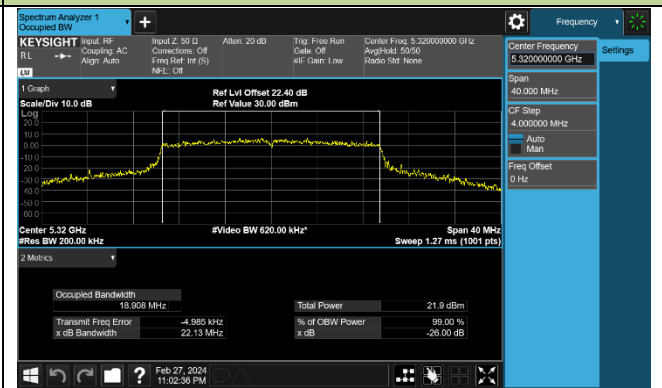 Spectrum Analyzer 1
Occupied BW
+
Frequency
KEYSIGHT
RL
LXI
Input: RF
Coupling: AC
Align: Auto
Input Z: 50 Ω
Corrections: Off
Freq Ref: Int (S)
NFE: Off
Atten: 20 dB
Trig: Free Run
Gate: Off
#IF Gain: Low
Center Freq: 5.320000000 GHz
Avg|Hold: 50/50
Radio Std: None
Center Frequency
5.320000000 GHz
Settings
Span
40.000 MHz
CF Step
4.000000 MHz
Auto
Man
Freq Offset
0 Hz
1 Graph
Scale/Div 10.0 dB
Ref Lvl Offset 22.40 dB
Ref Value 30.00 dBm
Log
20.0
10.0
0.00
-10.0
-20.0
-30.0
-40.0
-50.0
-60.0
Center 5.32 GHz
#Res BW 200.00 kHz
#Video BW 620.00 kHz*
Span 40 MHz
Sweep 1.27 ms (1001 pts)
2 Metrics
Occupied Bandwidth
18.908 MHz
Total Power 21.9 dBm
Transmit Freq Error -4.985 kHz
% of OBW Power 99.00 %
x dB Bandwidth 22.13 MHz
x dB -26.00 dB
?
Feb 27, 2024
11:02:36 PM